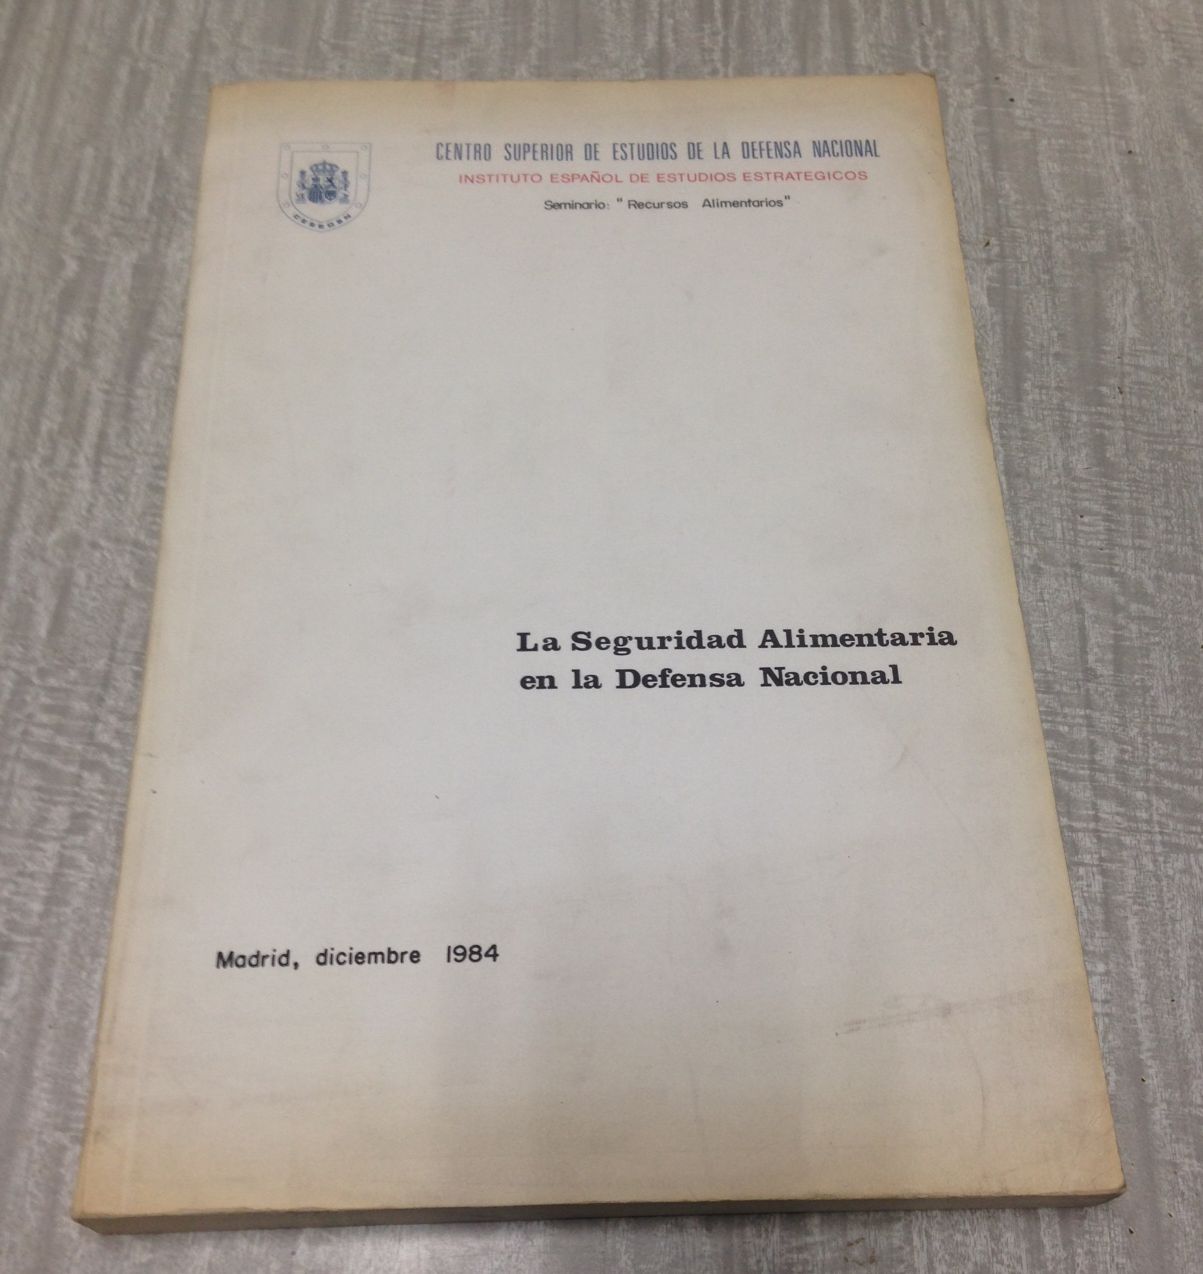 CENTRO SUPERIOR DE ESTUDIOS DE LA DEFENSA NACIONAL
INSTITUTO ESPAÑOL DE ESTUDIOS ESTRATEGICOS
Seminario: "Recursos Alimentarios"
CESEDEN
La Seguridad Alimentaria
en la Defensa Nacional
Madrid, diciembre 1984